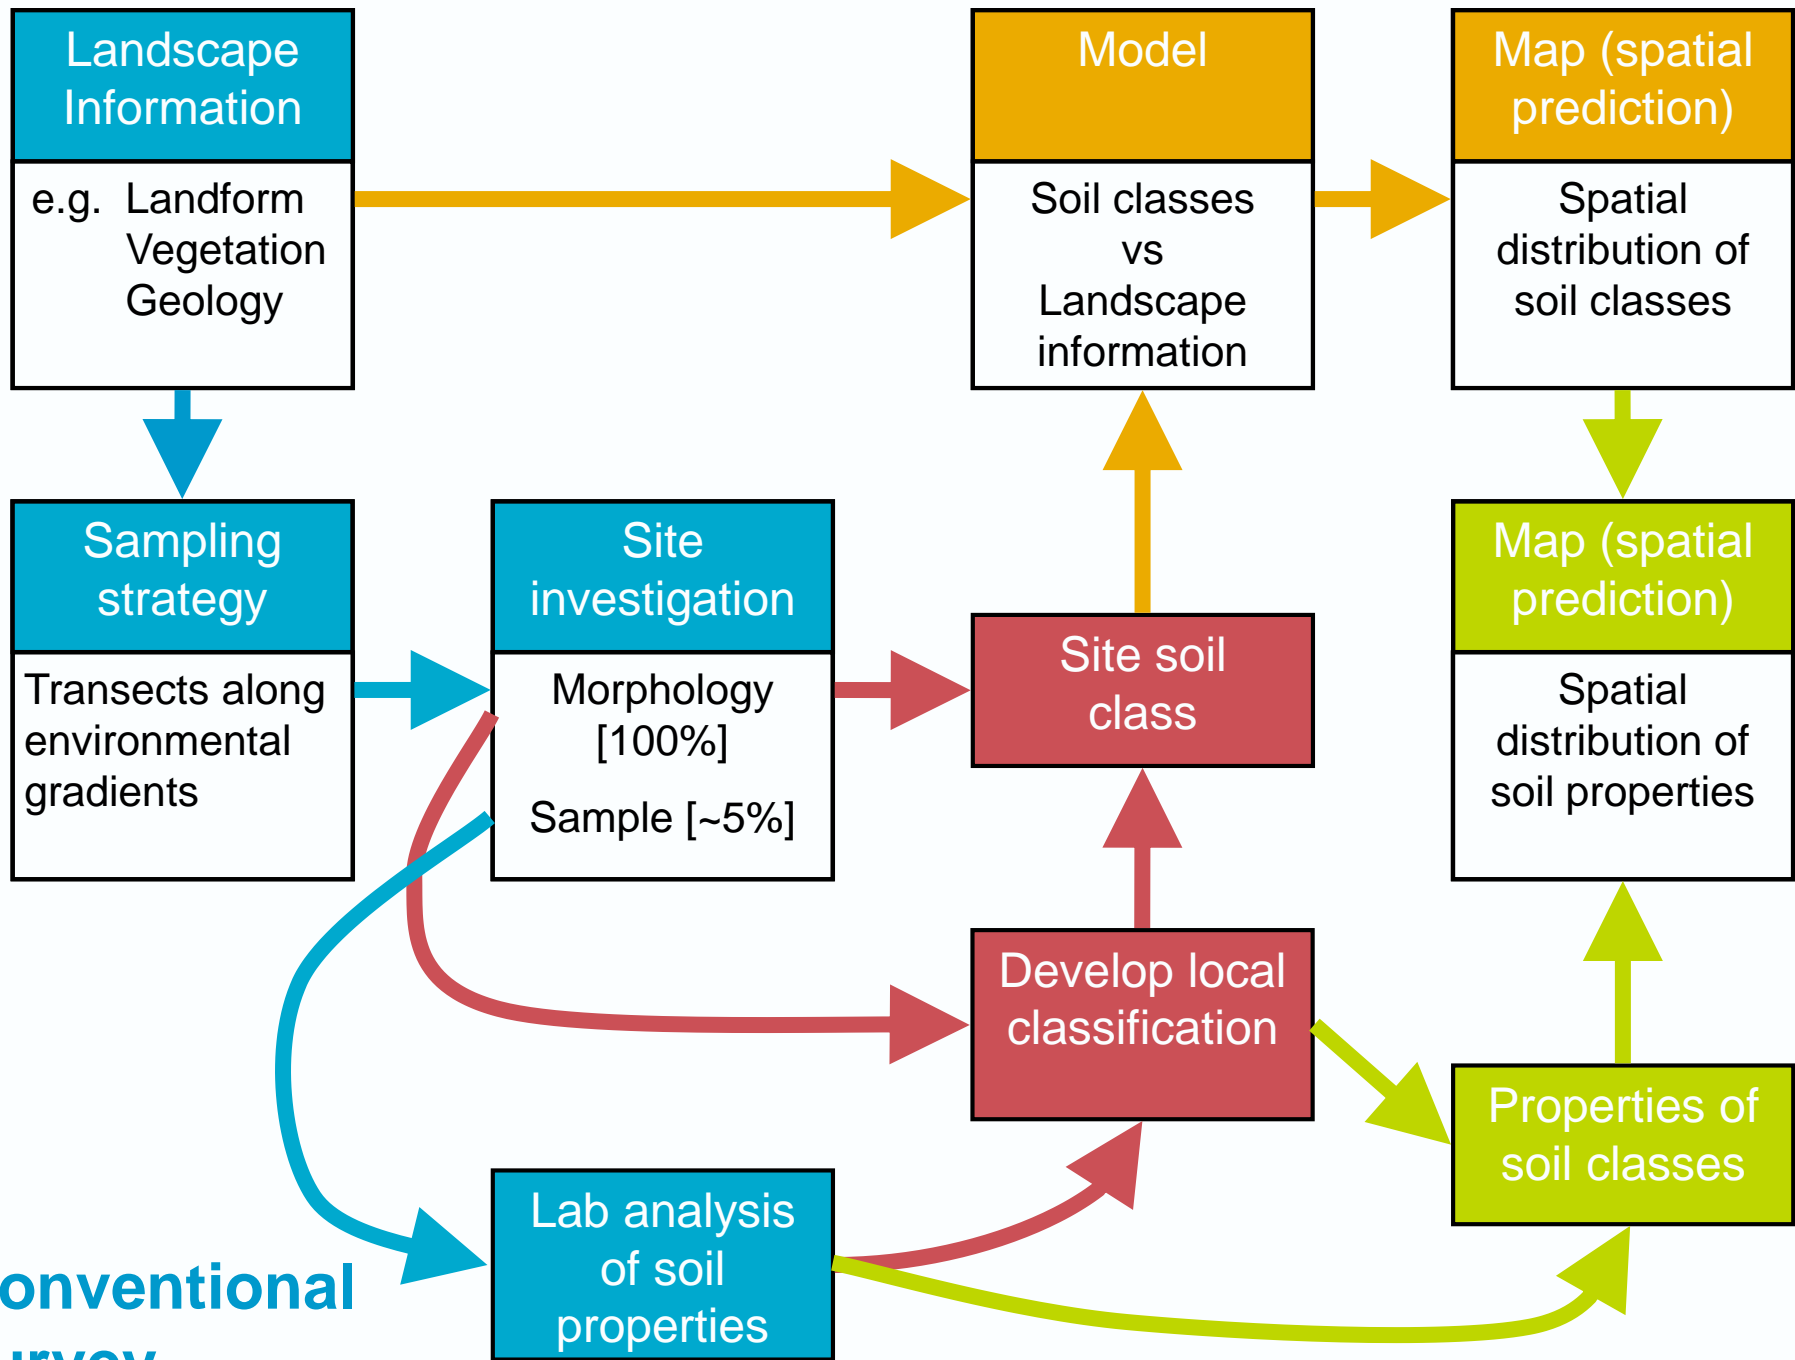 Landscape
Information
e.g. Landform
Vegetation
Geology
Model
Soil classes
vs
Landscape
information
Map (spatial
prediction)
Spatial
distribution of
soil classes
Sampling
strategy
Transects along
environmental
gradients
Site
investigation
Morphology
[100%]
Sample [~5%]
Site soil
class
Map (spatial
prediction)
Spatial
distribution of
soil properties
Develop local
classification
Properties of
soil classes
Lab analysis
of soil
properties
onventional
urvey